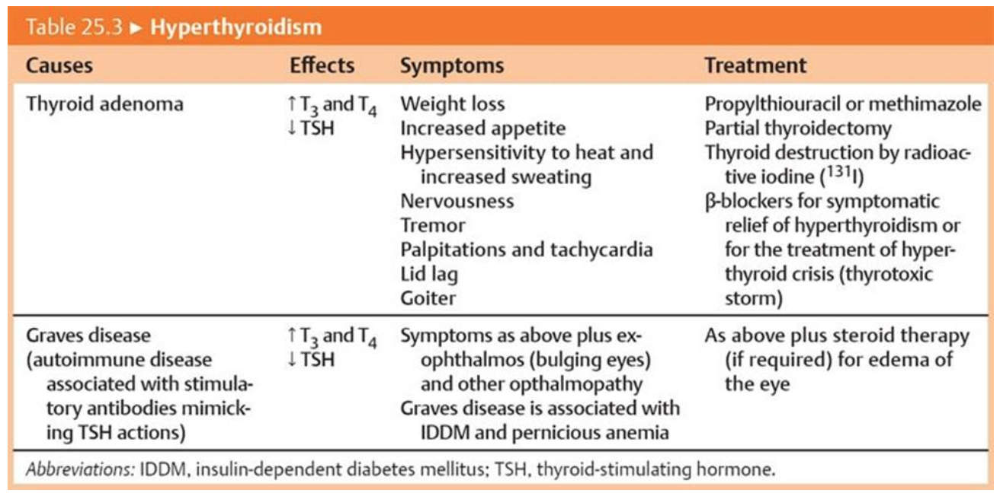 Table 25.3 ► Hyperthyroidism
Causes Effects Symptoms Treatment
Thyroid adenoma ↑T3 and T4 Weight loss Propylthiouracil or methimazole
↓TSH Increased appetite Partial thyroidectomy
Hypersensitivity to heat and Thyroid destruction by radioac-
increased sweating tive iodine (131I)
Nervousness β-blockers for symptomatic
Tremor relief of hyperthyroidism or
Palpitations and tachycardia for the treatment of hyper-
Lid lag thyroid crisis (thyrotoxic
Goiter storm)
Graves disease ↑T3 and T4 Symptoms as above plus ex- As above plus steroid therapy
(autoimmune disease ↓TSH ophthalmos (bulging eyes) (if required) for edema of
associated with stimula- and other opthalmopathy the eye
tory antibodies mimick- Graves disease is associated with
ing TSH actions) IDDM and pernicious anemia
Abbreviations: IDDM, insulin-dependent diabetes mellitus; TSH, thyroid-stimulating hormone.